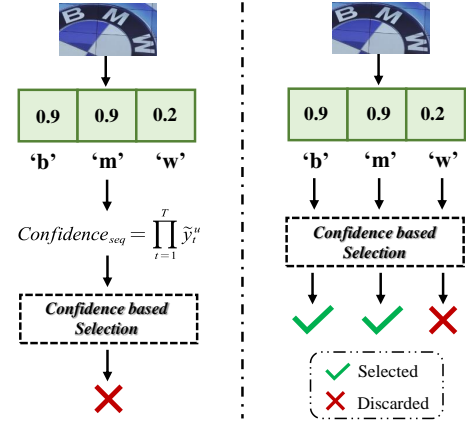 BMW
0.9 0.9 0.2
‘b’ ‘m’ ‘w’
Confidence_seq = ∏_{t=1}^{T} ỹ_t^u
Confidence based
Selection
BMW
0.9 0.9 0.2
‘b’ ‘m’ ‘w’
Confidence based
Selection
Selected
Discarded